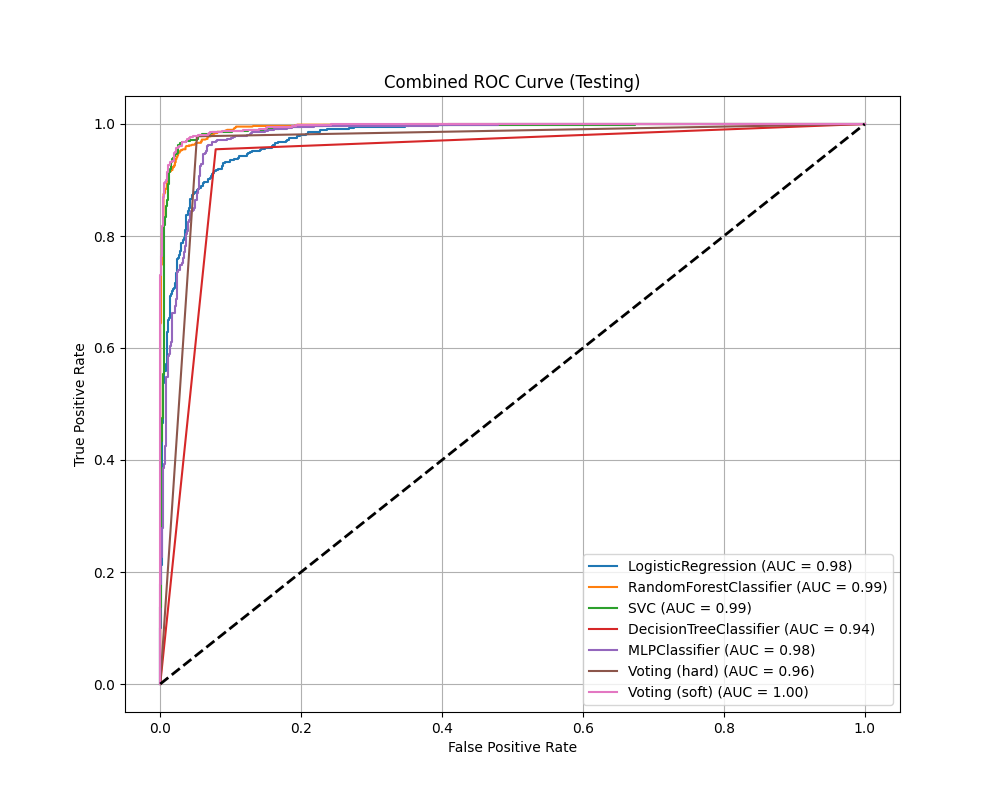 Combined ROC Curve (Testing)
True Positive Rate
1.0
0.8
0.6
0.4
0.2
0.0
LogisticRegression (AUC = 0.98)
RandomForestClassifier (AUC = 0.99)
SVC (AUC = 0.99)
DecisionTreeClassifier (AUC = 0.94)
MLPClassifier (AUC = 0.98)
Voting (hard) (AUC = 0.96)
Voting (soft) (AUC = 1.00)
0.0 0.2 0.4 0.6 0.8 1.0
False Positive Rate